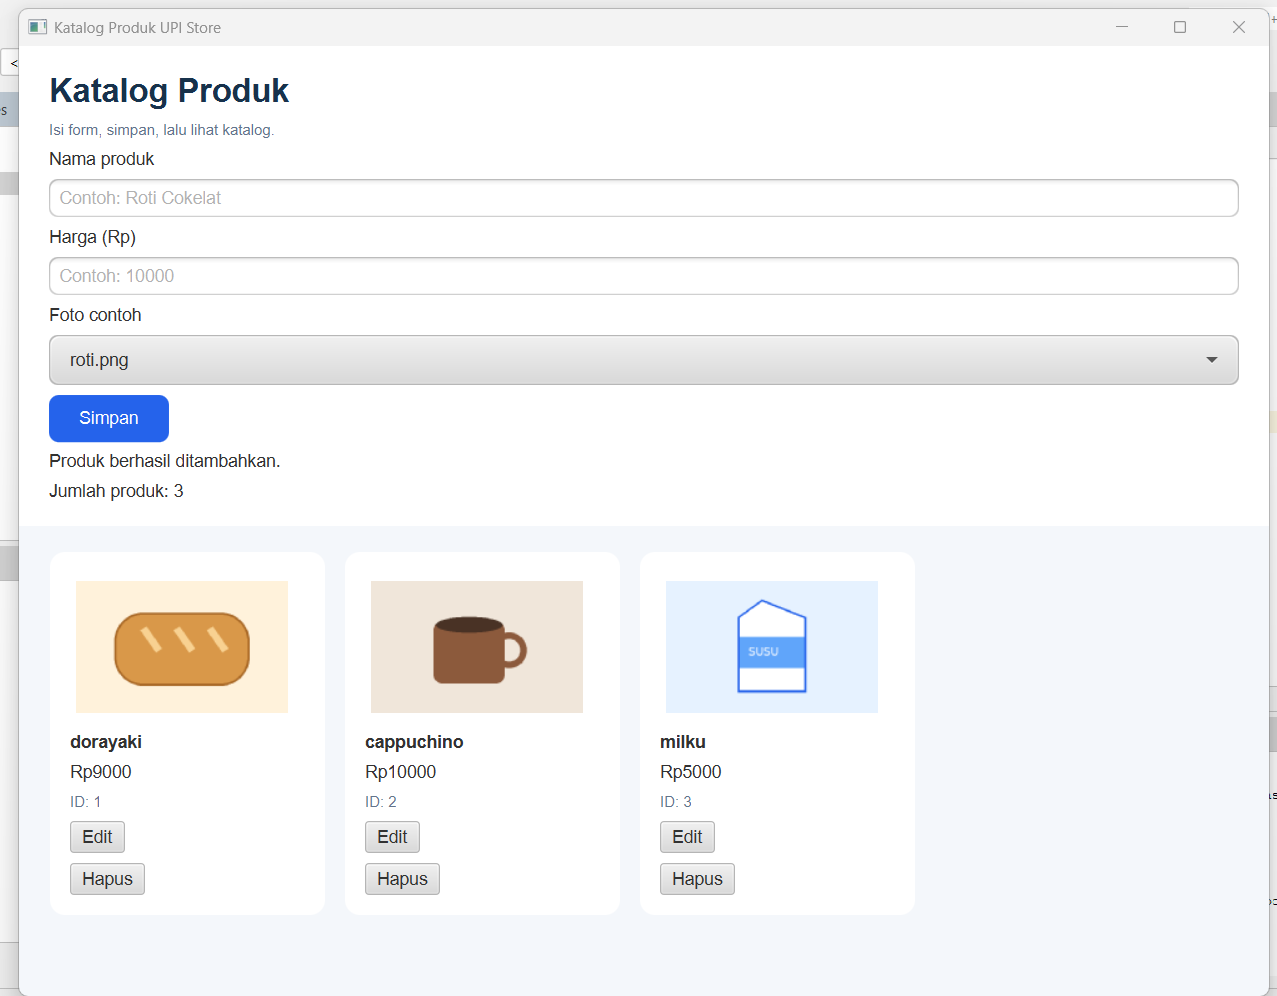 Katalog Produk UPI Store
Katalog Produk
Isi form, simpan, lalu lihat katalog.
Nama produk
Contoh: Roti Cokelat
Harga (Rp)
Contoh: 10000
Foto contoh
roti.png
Simpan
Produk berhasil ditambahkan.
Jumlah produk: 3
SUSU
dorayaki cappuchino milku
Rp9000 Rp10000 Rp5000
ID: 1 ID: 2 ID: 3
Edit Edit Edit
Hapus Hapus Hapus